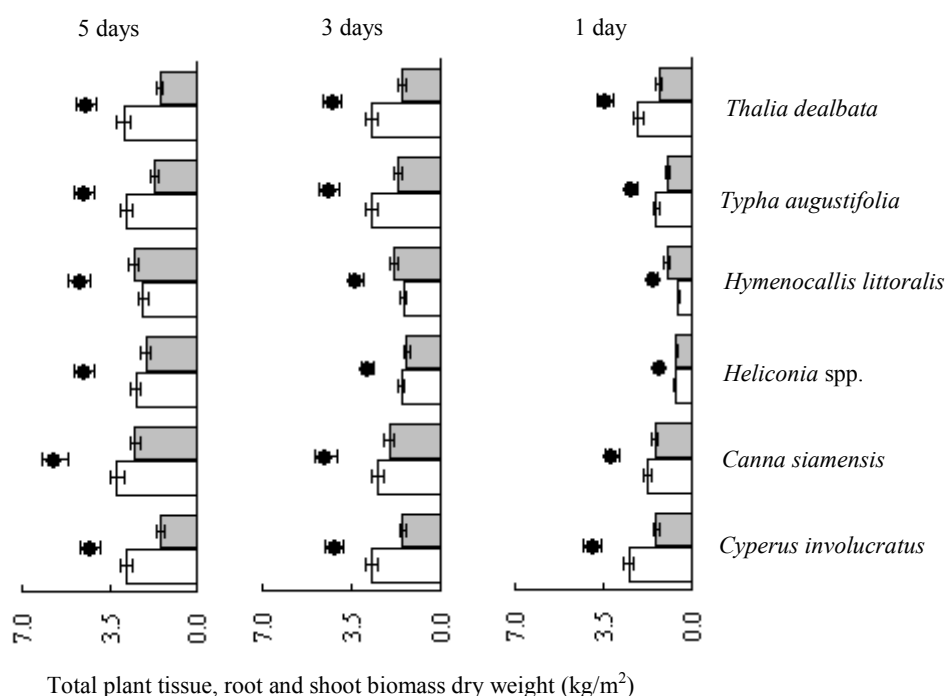 5 days 3 days 1 day
Thalia dealbata
Typha augustifolia
Hymenocallis littoralis
Heliconia spp.
Canna siamensis
Cyperus involucratus
7.0 3.5 0.0 7.0 3.5 0.0 7.0 3.5 0.0
Total plant tissue, root and shoot biomass dry weight (kg/m²)